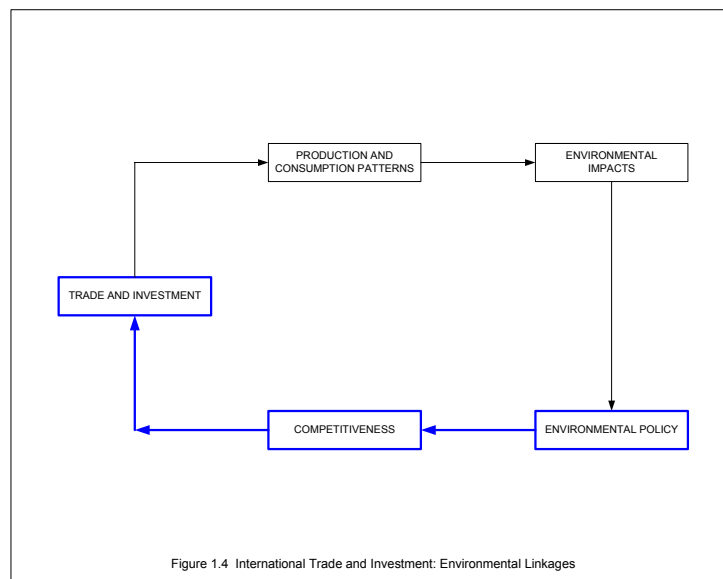 PRODUCTION AND
CONSUMPTION PATTERNS
ENVIRONMENTAL
IMPACTS
TRADE AND INVESTMENT
COMPETITIVENESS
ENVIRONMENTAL POLICY
Figure 1.4 International Trade and Investment: Environmental Linkages